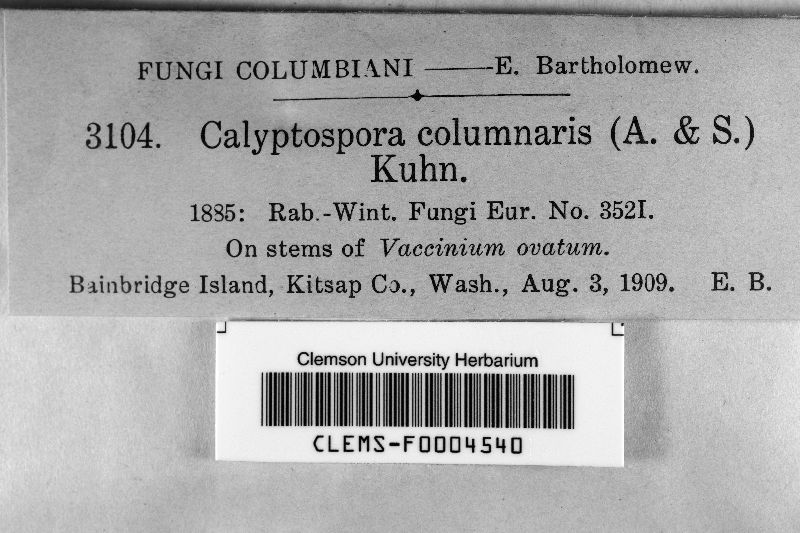 FUNGI COLUMBIANI ——E. Bartholomew.
3104. Calyptospora columnaris (A. & S.)
Kuhn.
1885: Rab.-Wint. Fungi Eur. No. 352I.
On stems of Vaccinium ovatum.
Bainbridge Island, Kitsap Co., Wash., Aug. 3, 1909. E. B.
Clemson University Herbarium
CLEMS-F0004540